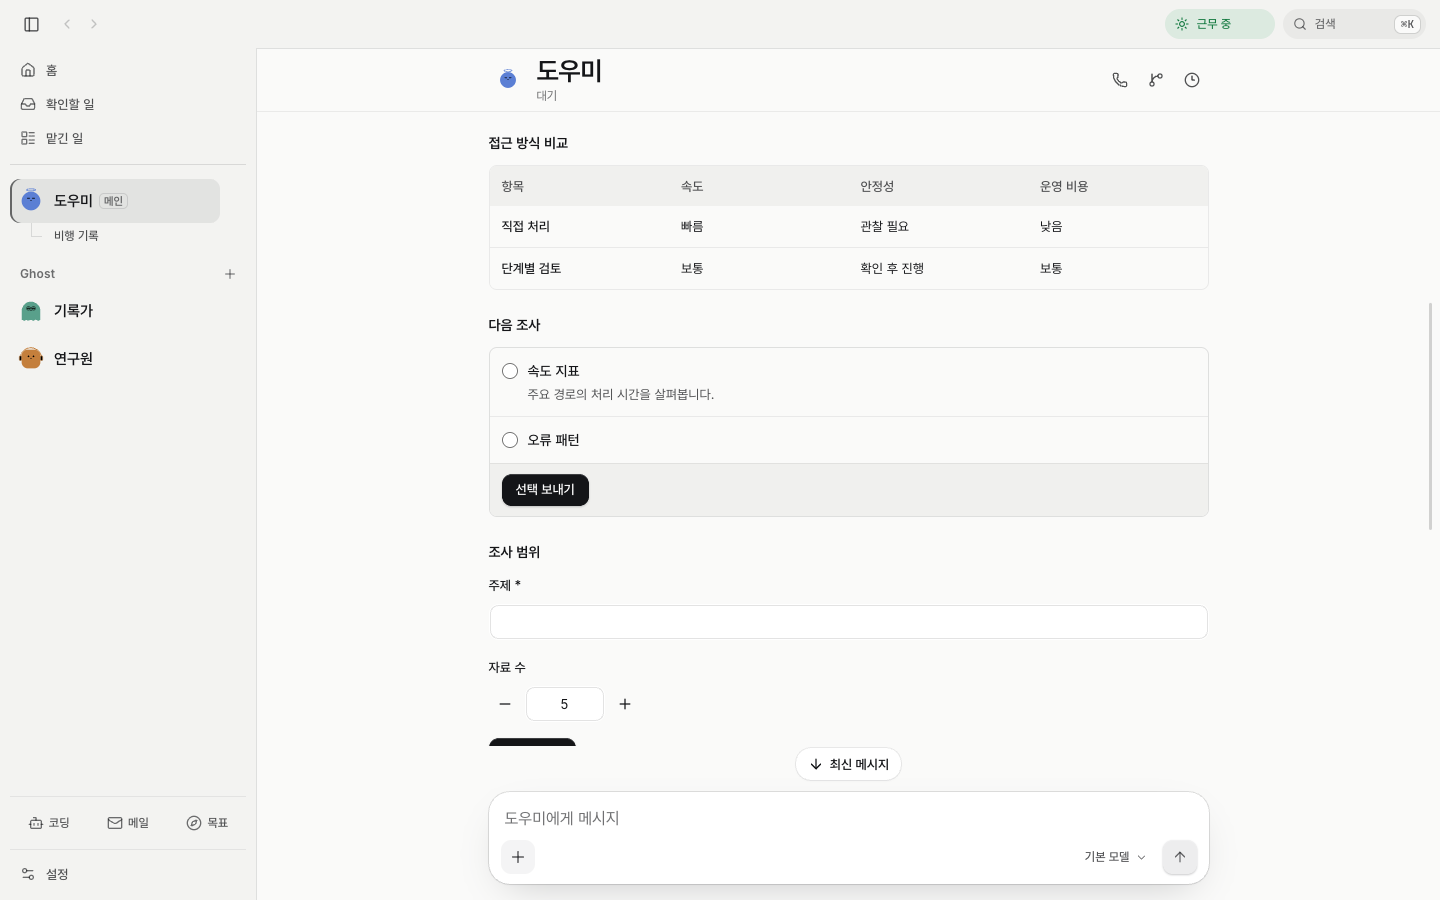 근무 중
검색
⌘K
홈
확인할 일
맡긴 일
도우미 메인
비행 기록
Ghost
기록가
연구원
코딩
메일
목표
설정
도우미
대기
접근 방식 비교
항목 속도 안정성 운영 비용
직접 처리 빠름 관찰 필요 낮음
단계별 검토 보통 확인 후 진행 보통
다음 조사
속도 지표
주요 경로의 처리 시간을 살펴봅니다.
오류 패턴
선택 보내기
조사 범위
주제 *
자료 수
5
최신 메시지
도우미에게 메시지
기본 모델